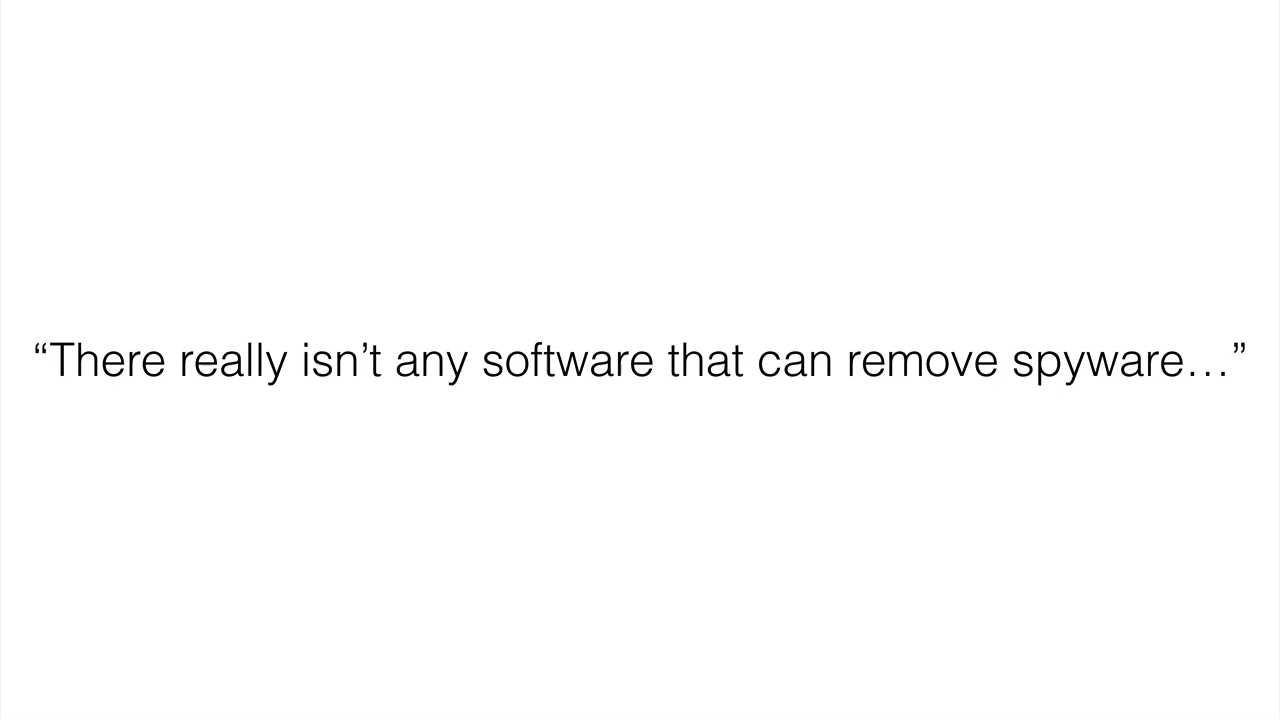 “There really isn’t any software that can remove spyware…”